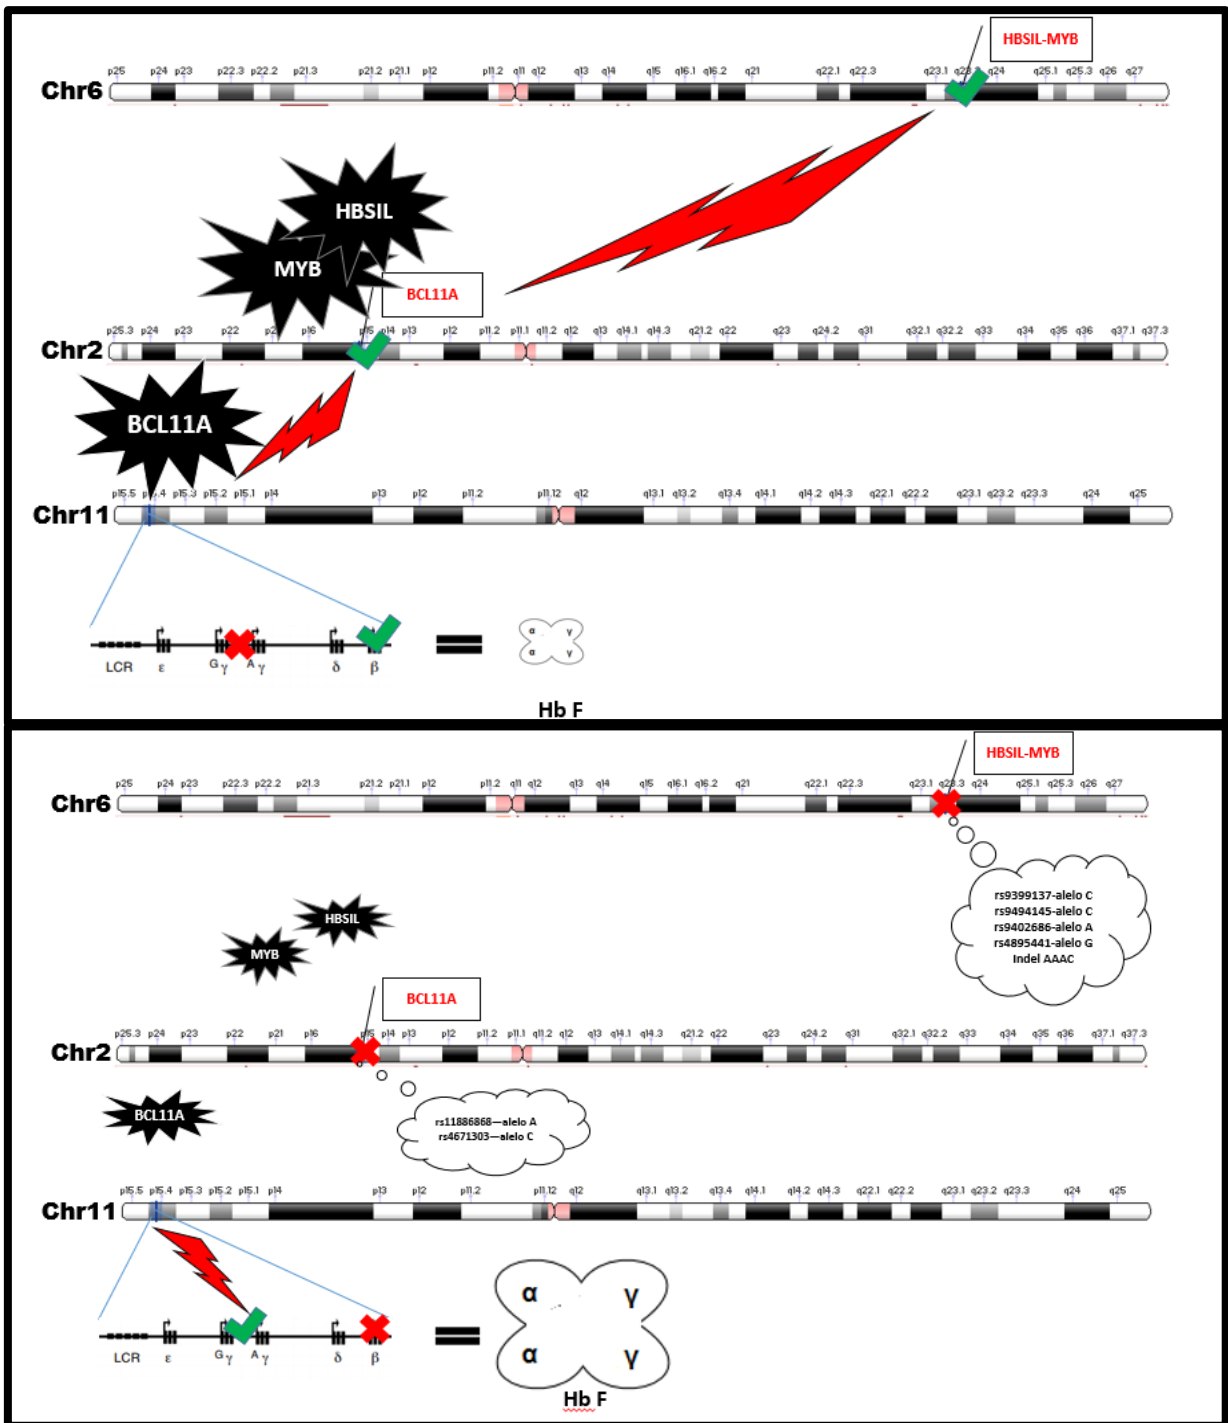 HBSIL-MYB
p25 p24 p23 p22.3 p22.2 p21.3 p21.2 p21.1 p12 p11.2 q11 q12 q13 q14 q15 q16.1 q16.2 q21 q22.1 q22.3 q23.1 q24 q25.1 q25.3 q26 q27
Chr6
HBSIL
MYB
BCL11A
p25.3 p24 p23 p22 p16 p15 p14 p13 p12 p11.2 p11.1 q11.2 q12 q13 q14.1 q14.3 q21.2 q22 q23 q24.2 q31 q32.1 q32.2 q33 q34 q35 q36 q37.1 q37.3
Chr2
BCL11A
p15.5 p15.3 p15.2 p15.1 p14 p13 p12 p11.2 p11.12 q12 q13.1 q13.2 q13.4 q14.1 q14.2 q14.3 q22.1 q22.2 q23.1 q23.2 q23.3 q24 q25
Chr11
α γ
α γ
LCR ε G γ A γ δ β
Hb F
HBSIL-MYB
p25 p24 p23 p22.3 p22.2 p21.3 p21.2 p21.1 p12 p11.2 q11 q12 q13 q14 q15 q16.1 q16.2 q21 q22.1 q22.3 q23.1 q23.3 q24 q25.1 q25.3 q26 q27
Chr6
rs9399137-alelo C
rs9494145-alelo C
rs9402686-alelo A
rs4895441-alelo G
Indel AAAC
HBSIL
MYB
BCL11A
p25.3 p24 p23 p22 p21 p16 p15 p14 p13 p12 p11.2 p11.1 q11.2 q12 q13 q14.1 q14.3 q21.2 q22 q23 q24.2 q31 q32.1 q32.2 q33 q34 q35 q36 q37.1 q37.3
Chr2
BCL11A
rs11886868—alelo A
rs4671303—alelo C
p15.5 p15.4 p15.3 p15.2 p15.1 p14 p13 p12 p11.2 p11.12 q12 q13.1 q13.2 q13.4 q14.1 q14.2 q14.3 q22.1 q22.2 q23.1 q23.2 q23.3 q24 q25
Chr11
α γ
α γ
LCR ε G γ A γ δ β
Hb F